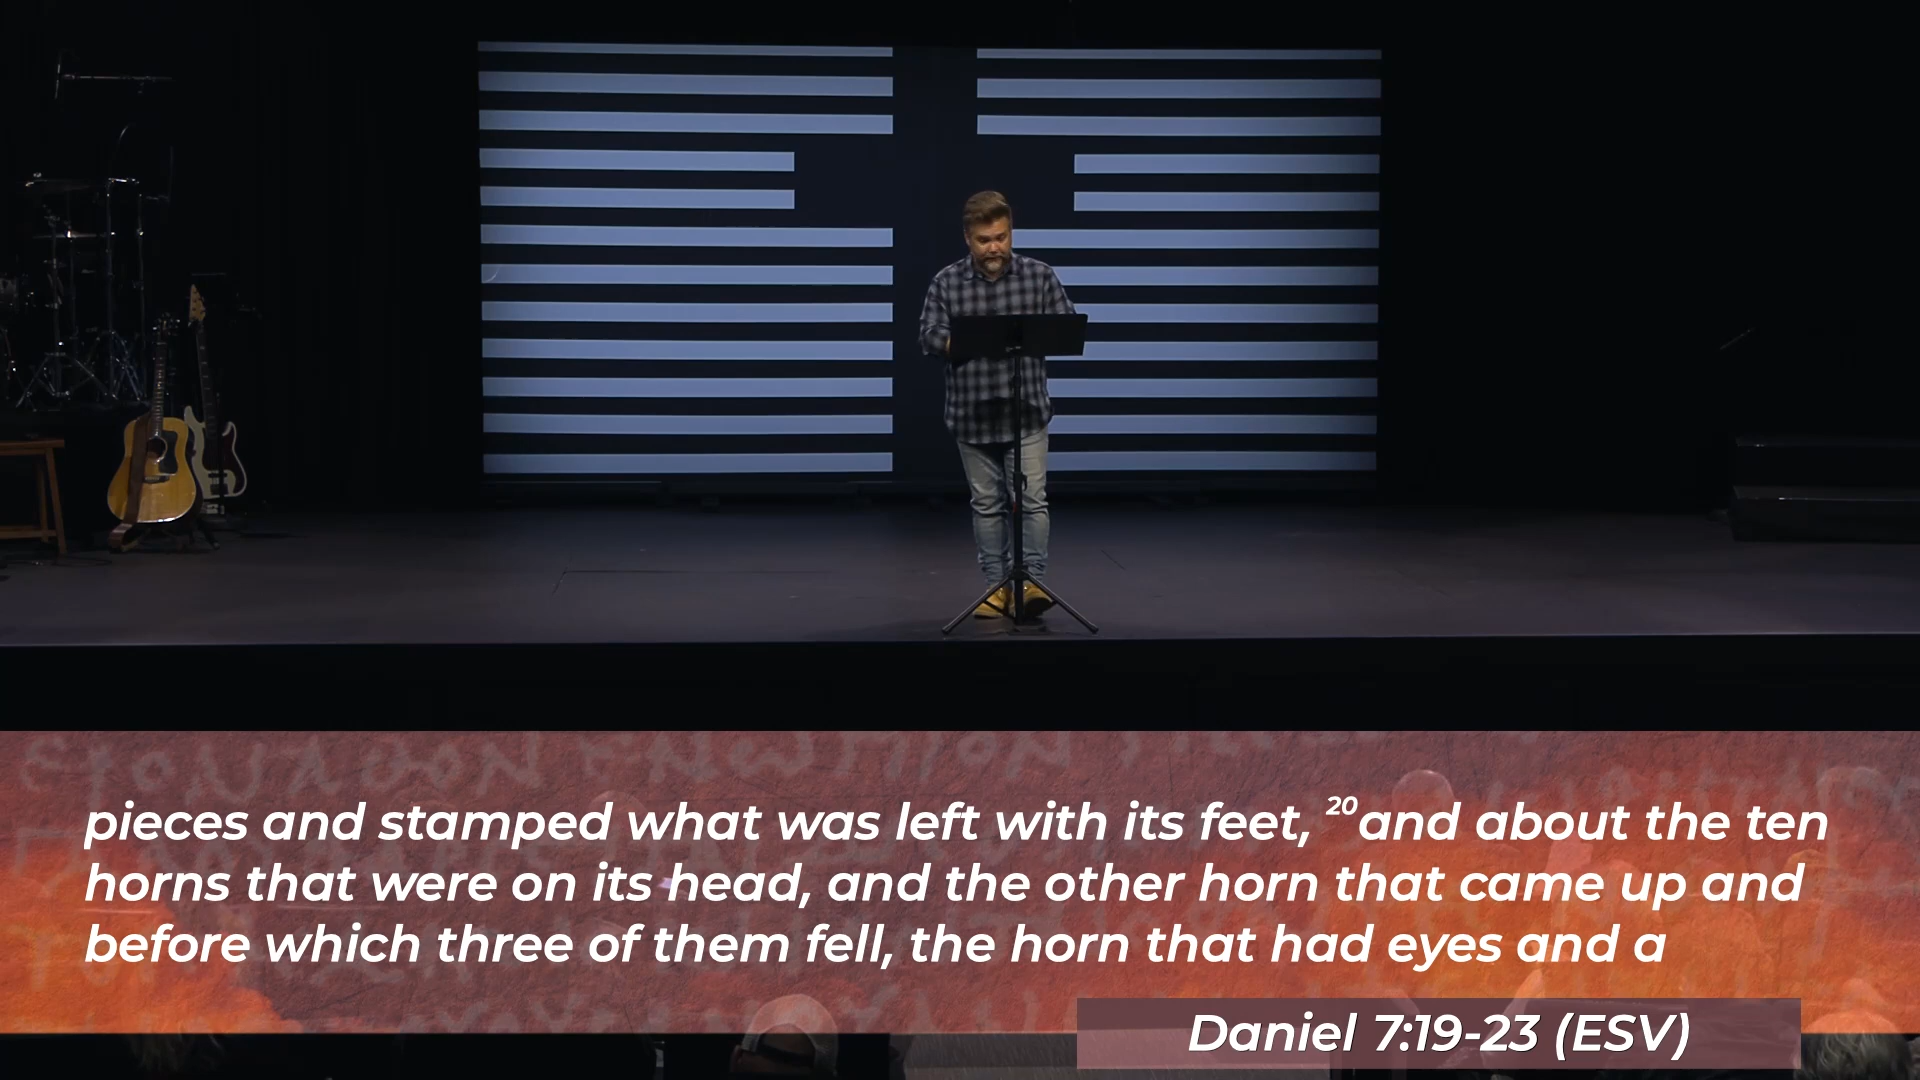 pieces and stamped what was left with its feet, 20and about the ten
horns that were on its head, and the other horn that came up and
before which three of them fell, the horn that had eyes and a
Daniel 7:19-23 (ESV)